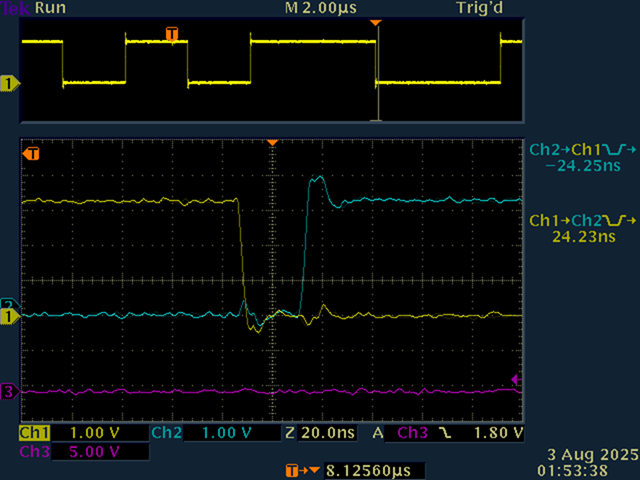 Tek Run M 2.00µs Trig'd
T
1
T
Ch2→Ch1
−24.25ns
Ch1→Ch2
24.23ns
2
1
3
Ch1 1.00 V Ch2 1.00 V Z 20.0ns A Ch3 1.80 V
Ch3 5.00 V
T→▼ 8.12560µs
3 Aug 2025
01:53:38